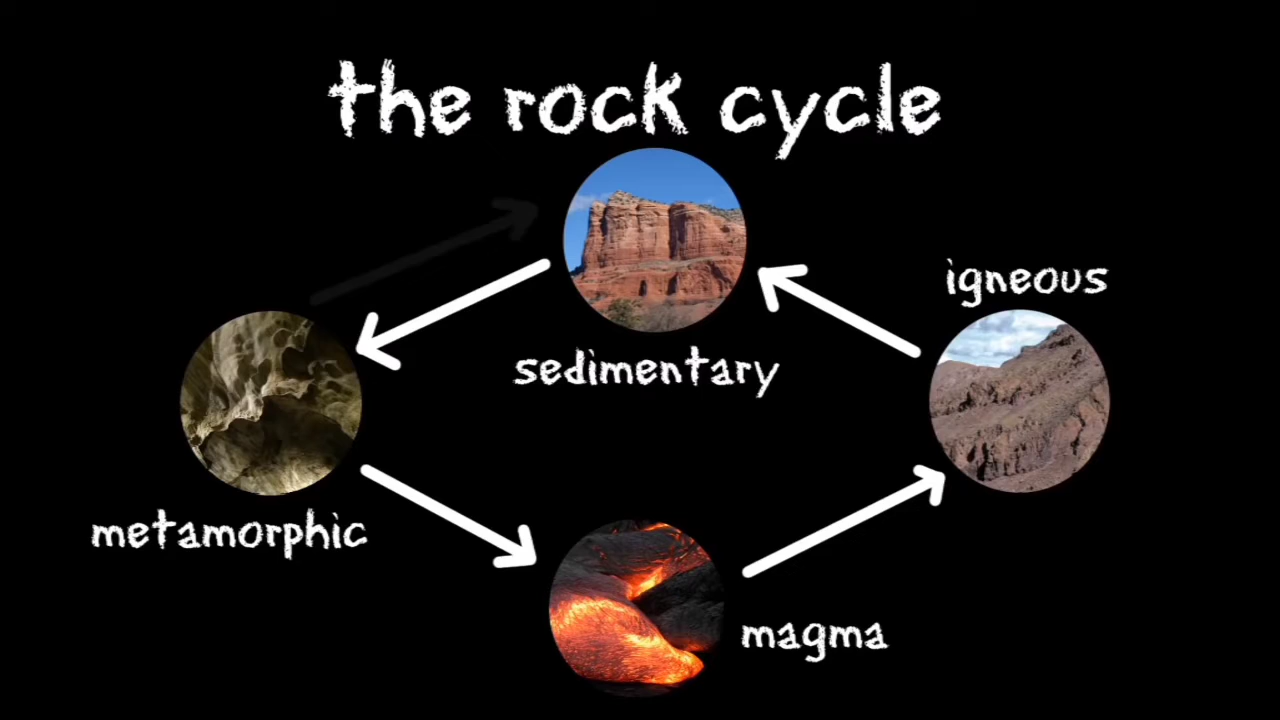 the rock cycle
igneous
sedimentary
metamorphic
magma